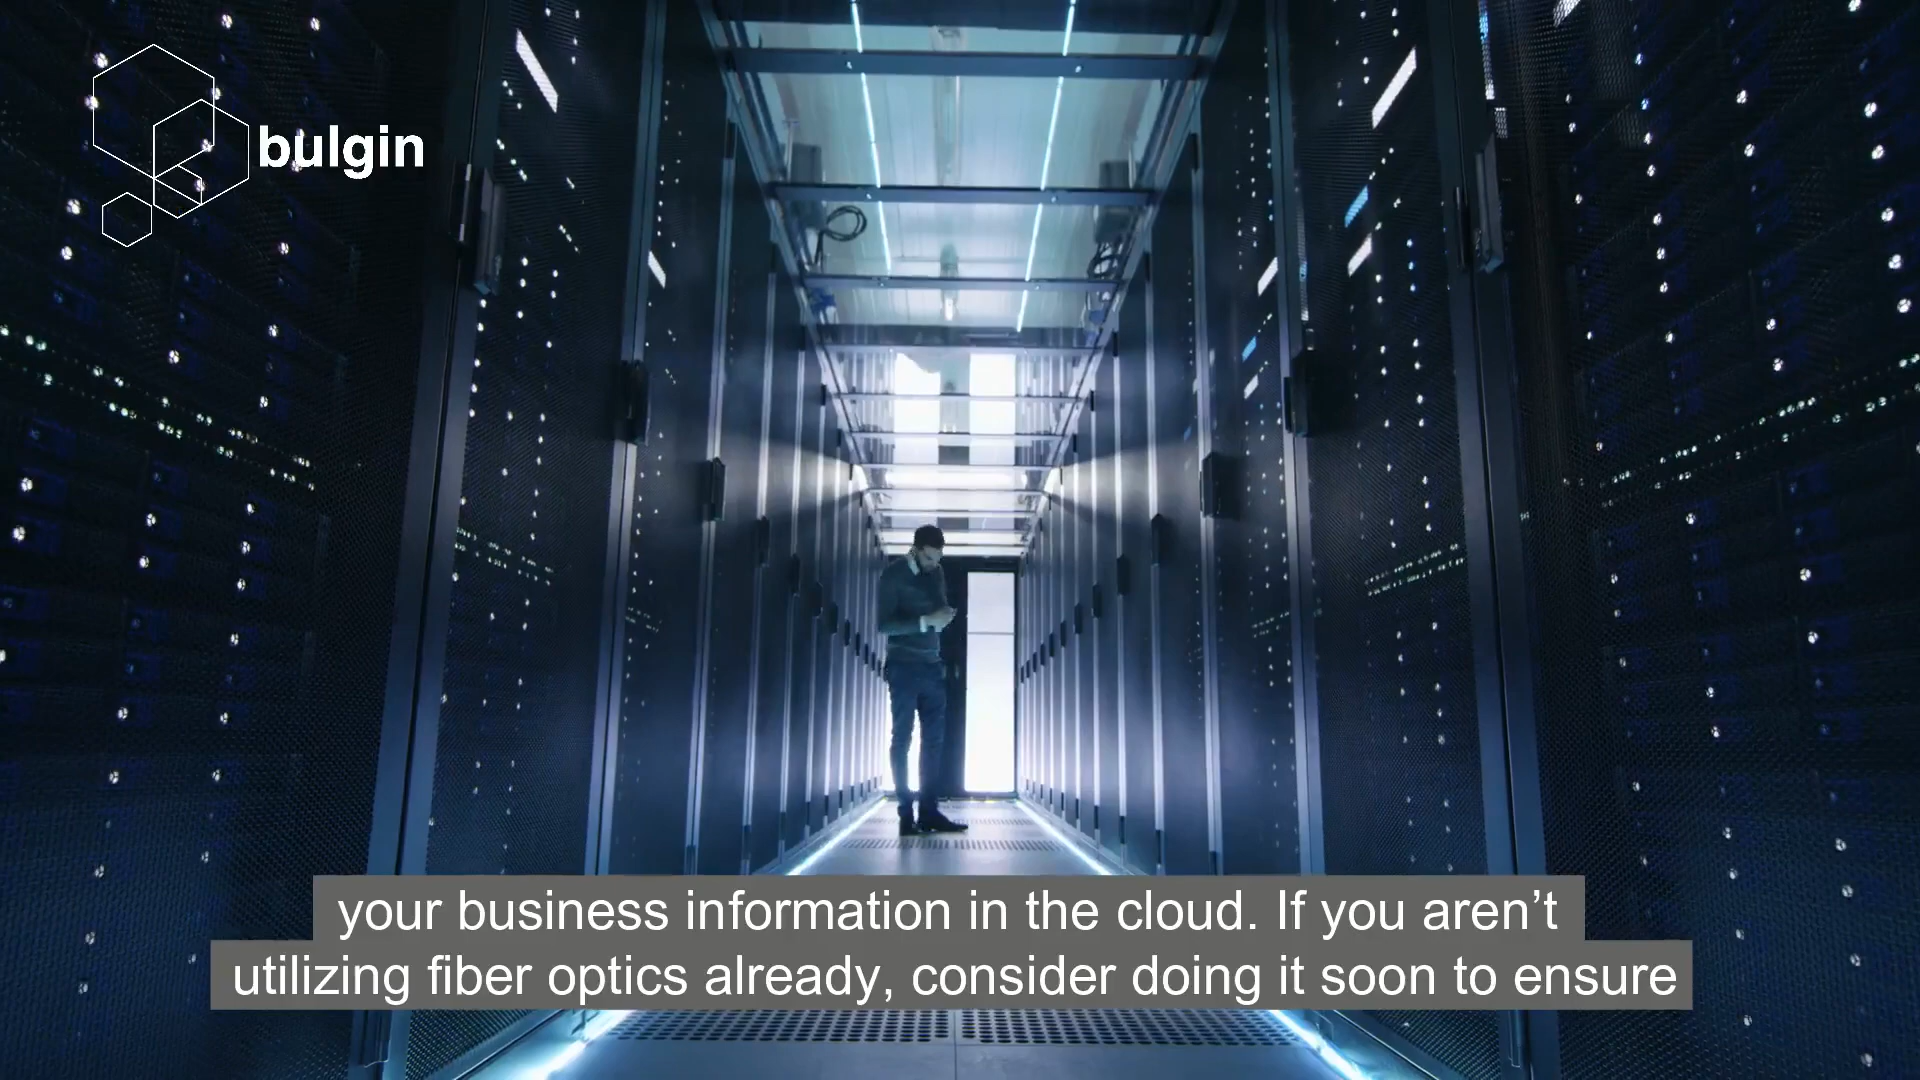 bulgin
your business information in the cloud. If you aren’t
utilizing fiber optics already, consider doing it soon to ensure